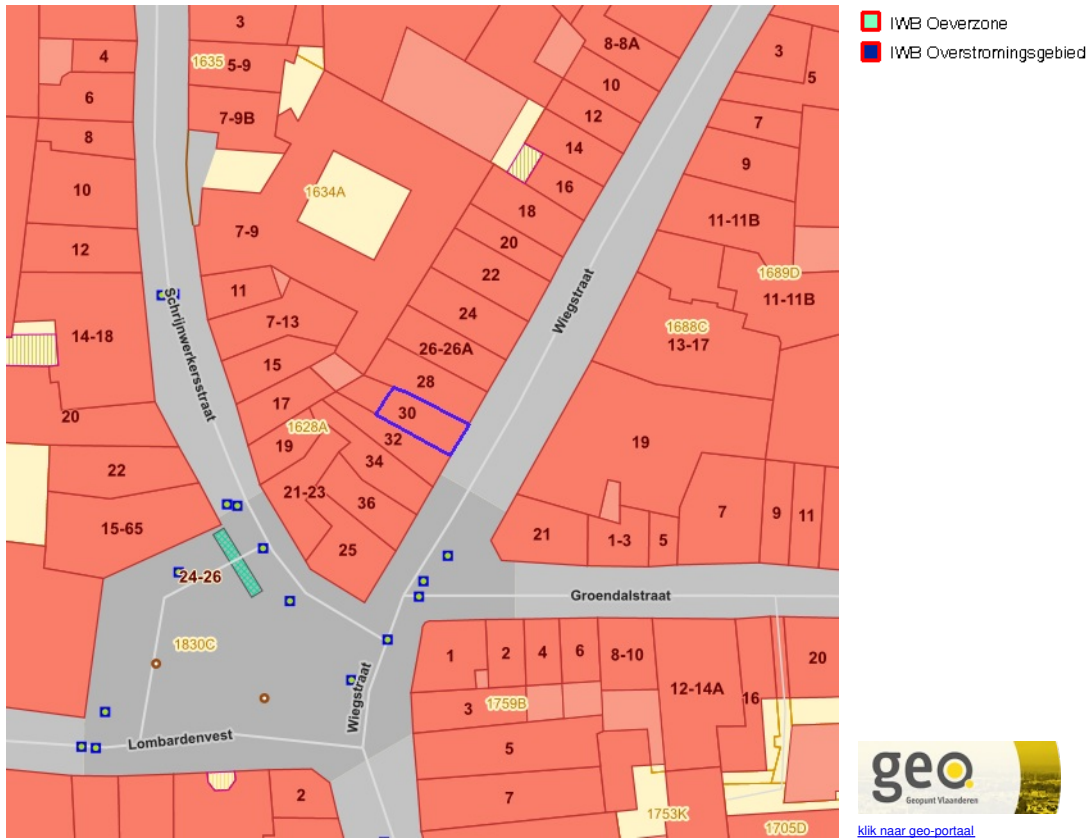 IWB Oeverzone
IWB Overstromingsgebied
3
8-8A
3
5
4
1635
5-9
10
6
7-9B
12
7
8
14
9
10
1634A
16
18
11-11B
7-9
20
12
22
1689D
11
24
11-11B
Schrijnwerkersstraat
Wiegstraat
7-13
1688C
14-18
26-26A
13-17
15
28
17
30
20
1628A
32
19
19
22
34
21-23
36
7
9
11
15-65
25
21
1-3
5
24-26
Groendalstraat
1830C
1
2
4
6
8-10
20
12-14A
16
Wiegstraat
3
1759B
Lombardenvest
5
2
7
1753K
1705D
geo.
Geopunt Vlaanderen
klik naar geo-portaal